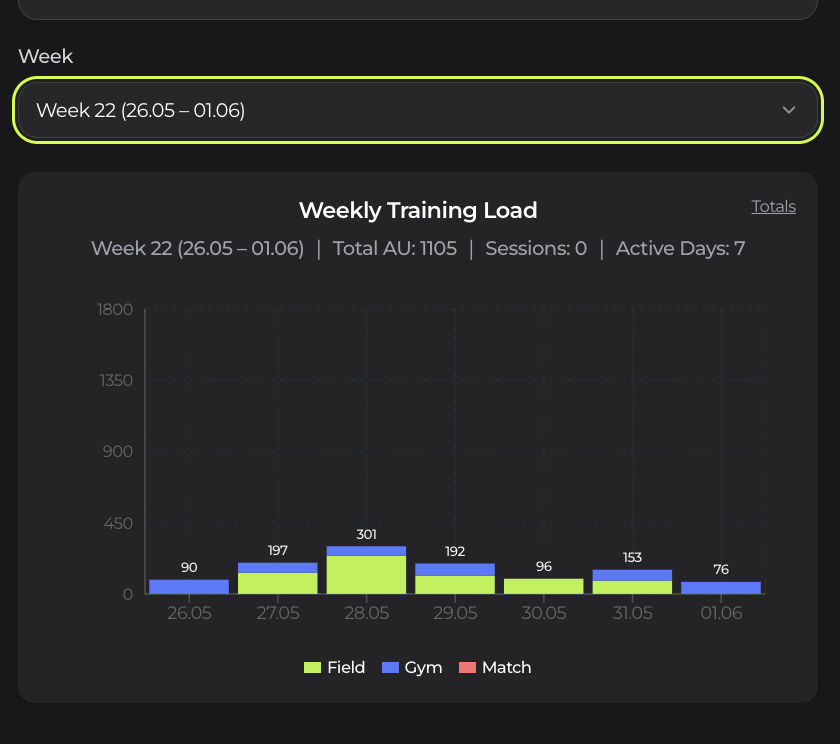 Week
Week 22 (26.05 – 01.06)
Weekly Training Load
Totals
Week 22 (26.05 – 01.06) | Total AU: 1105 | Sessions: 0 | Active Days: 7
1800
1350
900
450
0
90
197
301
192
96
153
76
26.05
27.05
28.05
29.05
30.05
31.05
01.06
Field
Gym
Match